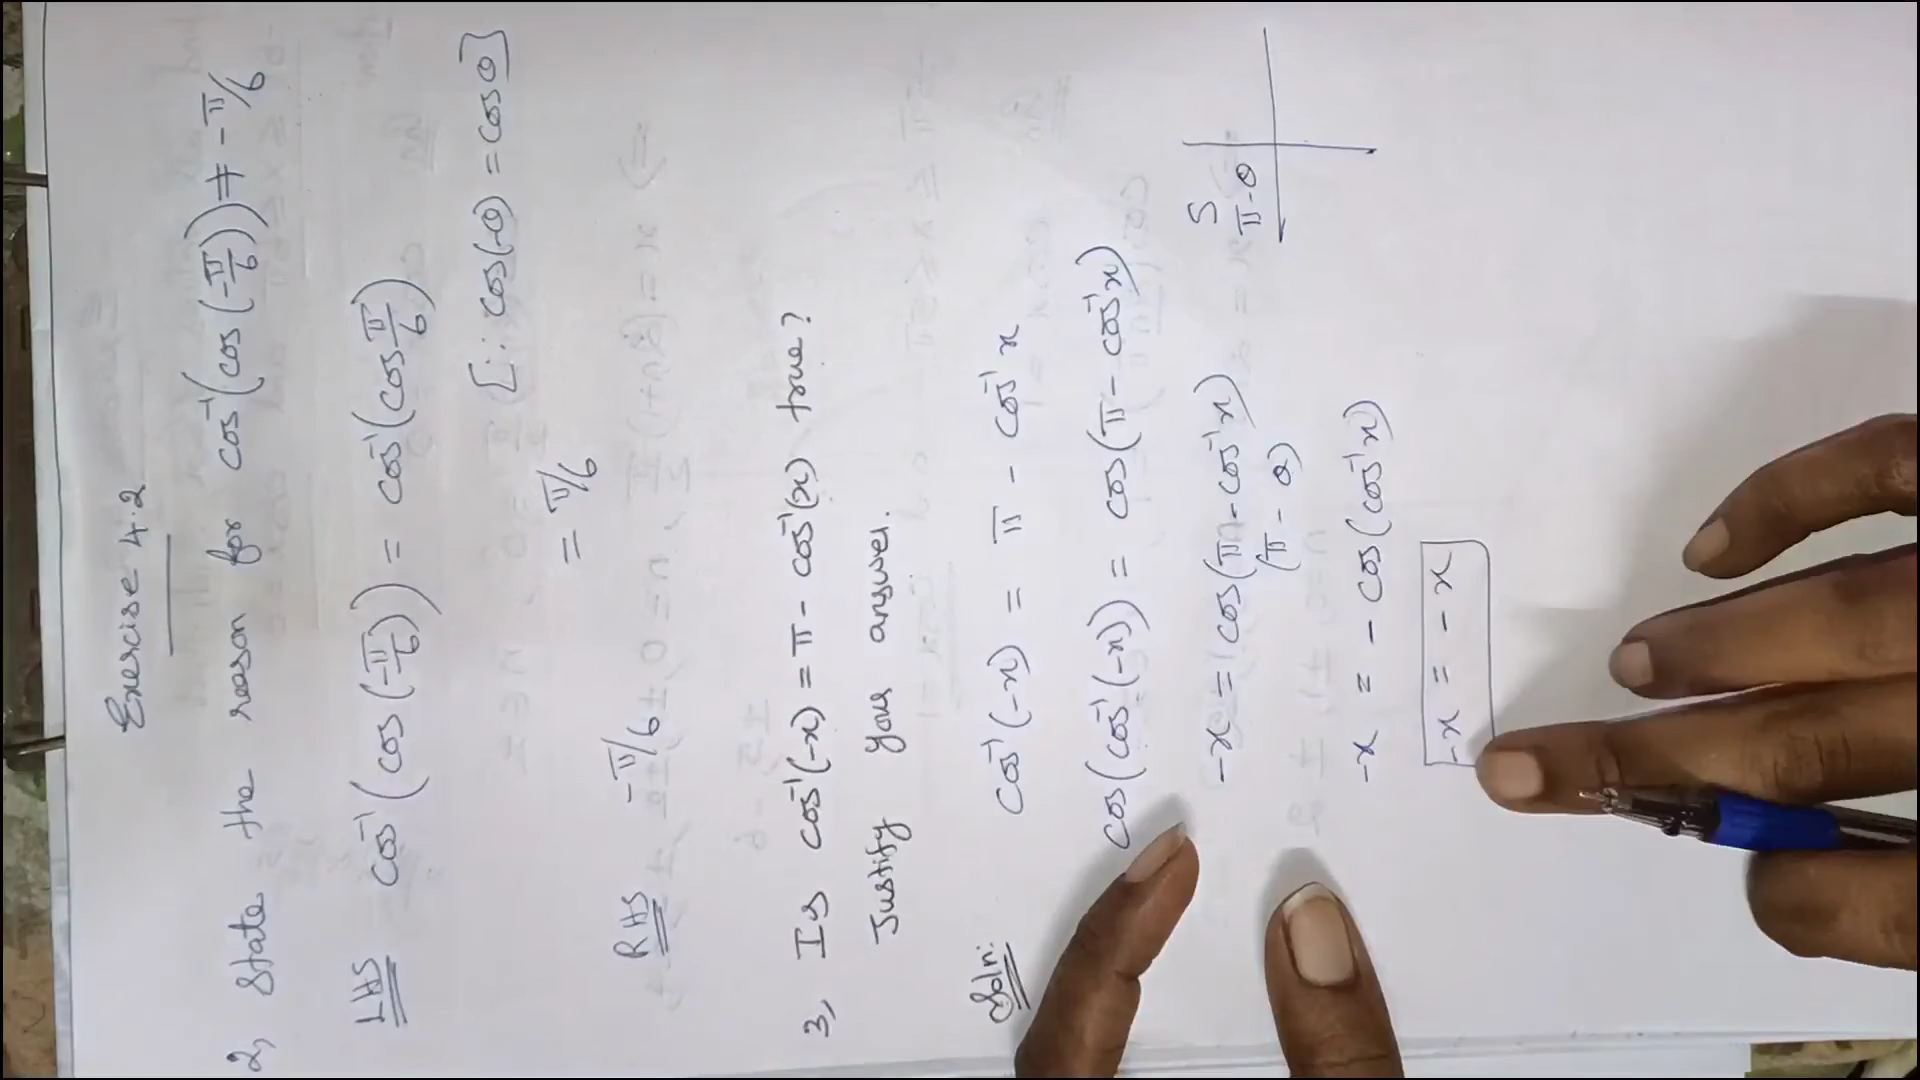 Exercise 4.2
2, State the reason for cos⁻¹(cos(-π/6)) ≠ -π/6
LHS cos⁻¹(cos(-π/6)) = cos⁻¹(cos π/6)
[∵ cos(-θ) = cos θ]
= π/6
RHS -π/6
3, Is cos⁻¹(-x) = π - cos⁻¹(x) true?
Justify your answer.
Soln: cos⁻¹(-x) = π - cos⁻¹x
cos(cos⁻¹(-x)) = cos(π - cos⁻¹x)
-x = cos(π - cos⁻¹x)
(π - θ)
S
π-θ
-x = - cos(cos⁻¹x)
-x = -x